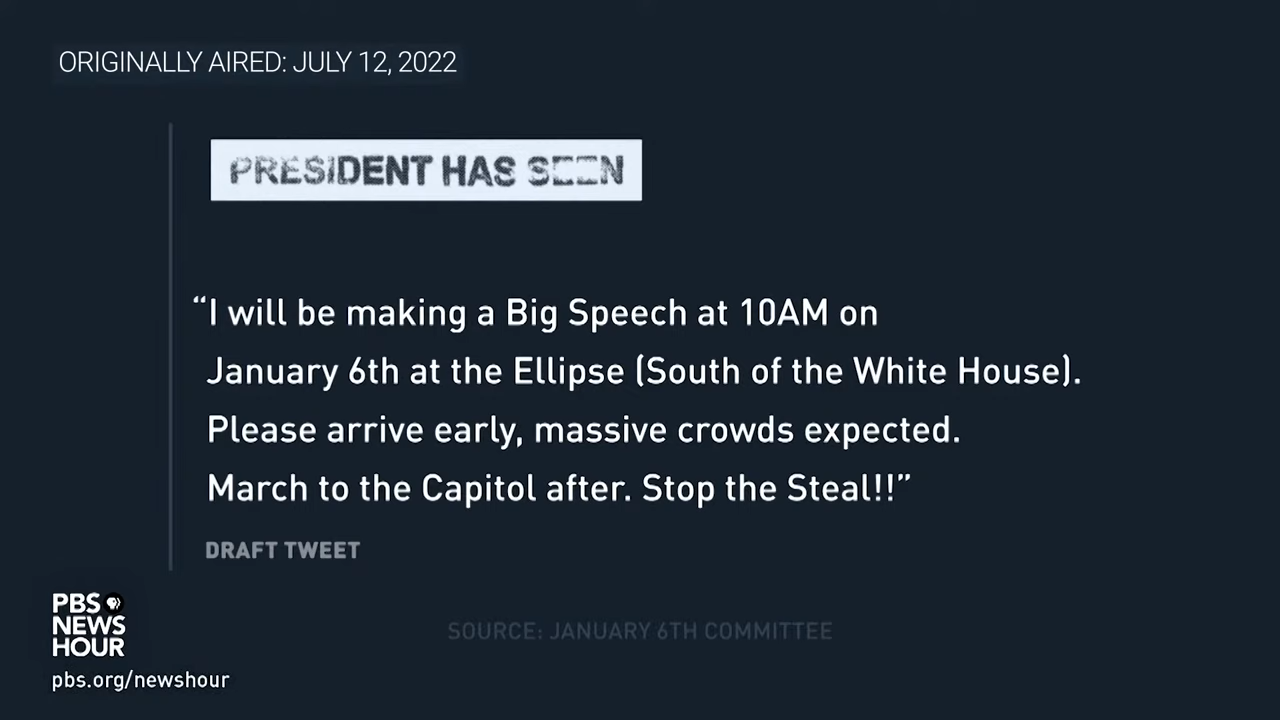 ORIGINALLY AIRED: JULY 12, 2022
PRESIDENT HAS SEEN
“I will be making a Big Speech at 10AM on
January 6th at the Ellipse (South of the White House).
Please arrive early, massive crowds expected.
March to the Capitol after. Stop the Steal!!”
DRAFT TWEET
SOURCE: JANUARY 6TH COMMITTEE
PBS
NEWS
HOUR
pbs.org/newshour